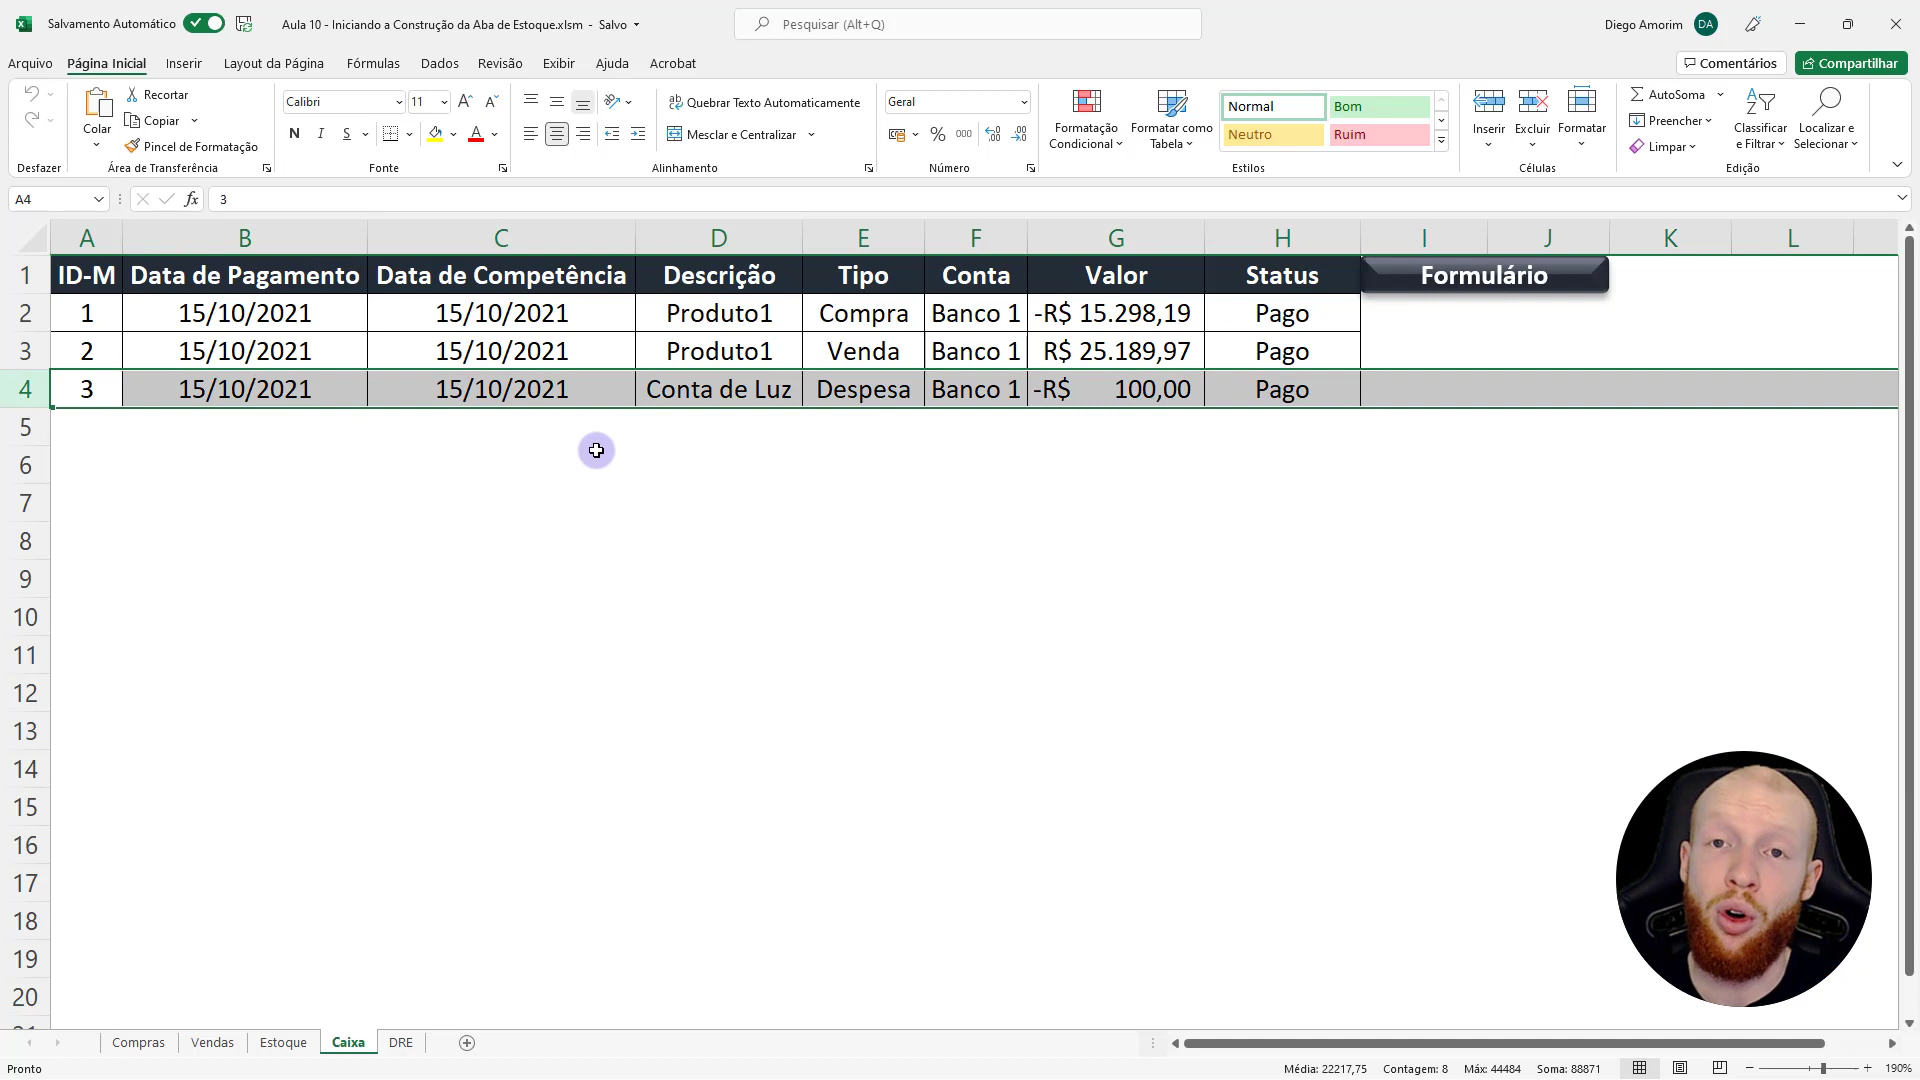 Salvamento Automático
Aula 10 - Iniciando a Construção da Aba de Estoque.xlsm - Salvo
Pesquisar (Alt+Q)
Diego Amorim
DA
Arquivo Página Inicial Inserir Layout da Página Fórmulas Dados Revisão Exibir Ajuda Acrobat
Comentários
Compartilhar
Desfazer
Colar
Recortar
Copiar
Pincel de Formatação
Área de Transferência
Calibri 11
N I S
Fonte
Quebrar Texto Automaticamente
Mesclar e Centralizar
Alinhamento
Geral
% 000
Número
Formatação Condicional
Formatar como Tabela
Normal Bom
Neutro Ruim
Estilos
Inserir Excluir Formatar
Células
AutoSoma
Preencher
Limpar
Classificar e Filtrar
Localizar e Selecionar
Edição
A4 fx 3
A B C D E F G H I J K L
1 ID-M Data de Pagamento Data de Competência Descrição Tipo Conta Valor Status Formulário
2 1 15/10/2021 15/10/2021 Produto1 Compra Banco 1 -R$ 15.298,19 Pago
3 2 15/10/2021 15/10/2021 Produto1 Venda Banco 1 R$ 25.189,97 Pago
4 3 15/10/2021 15/10/2021 Conta de Luz Despesa Banco 1 -R$ 100,00 Pago
5
6
7
8
9
10
11
12
13
14
15
16
17
18
19
20
Compras Vendas Estoque Caixa DRE
Pronto
Média: 22217,75 Contagem: 8 Máx: 44484 Soma: 88871
190%